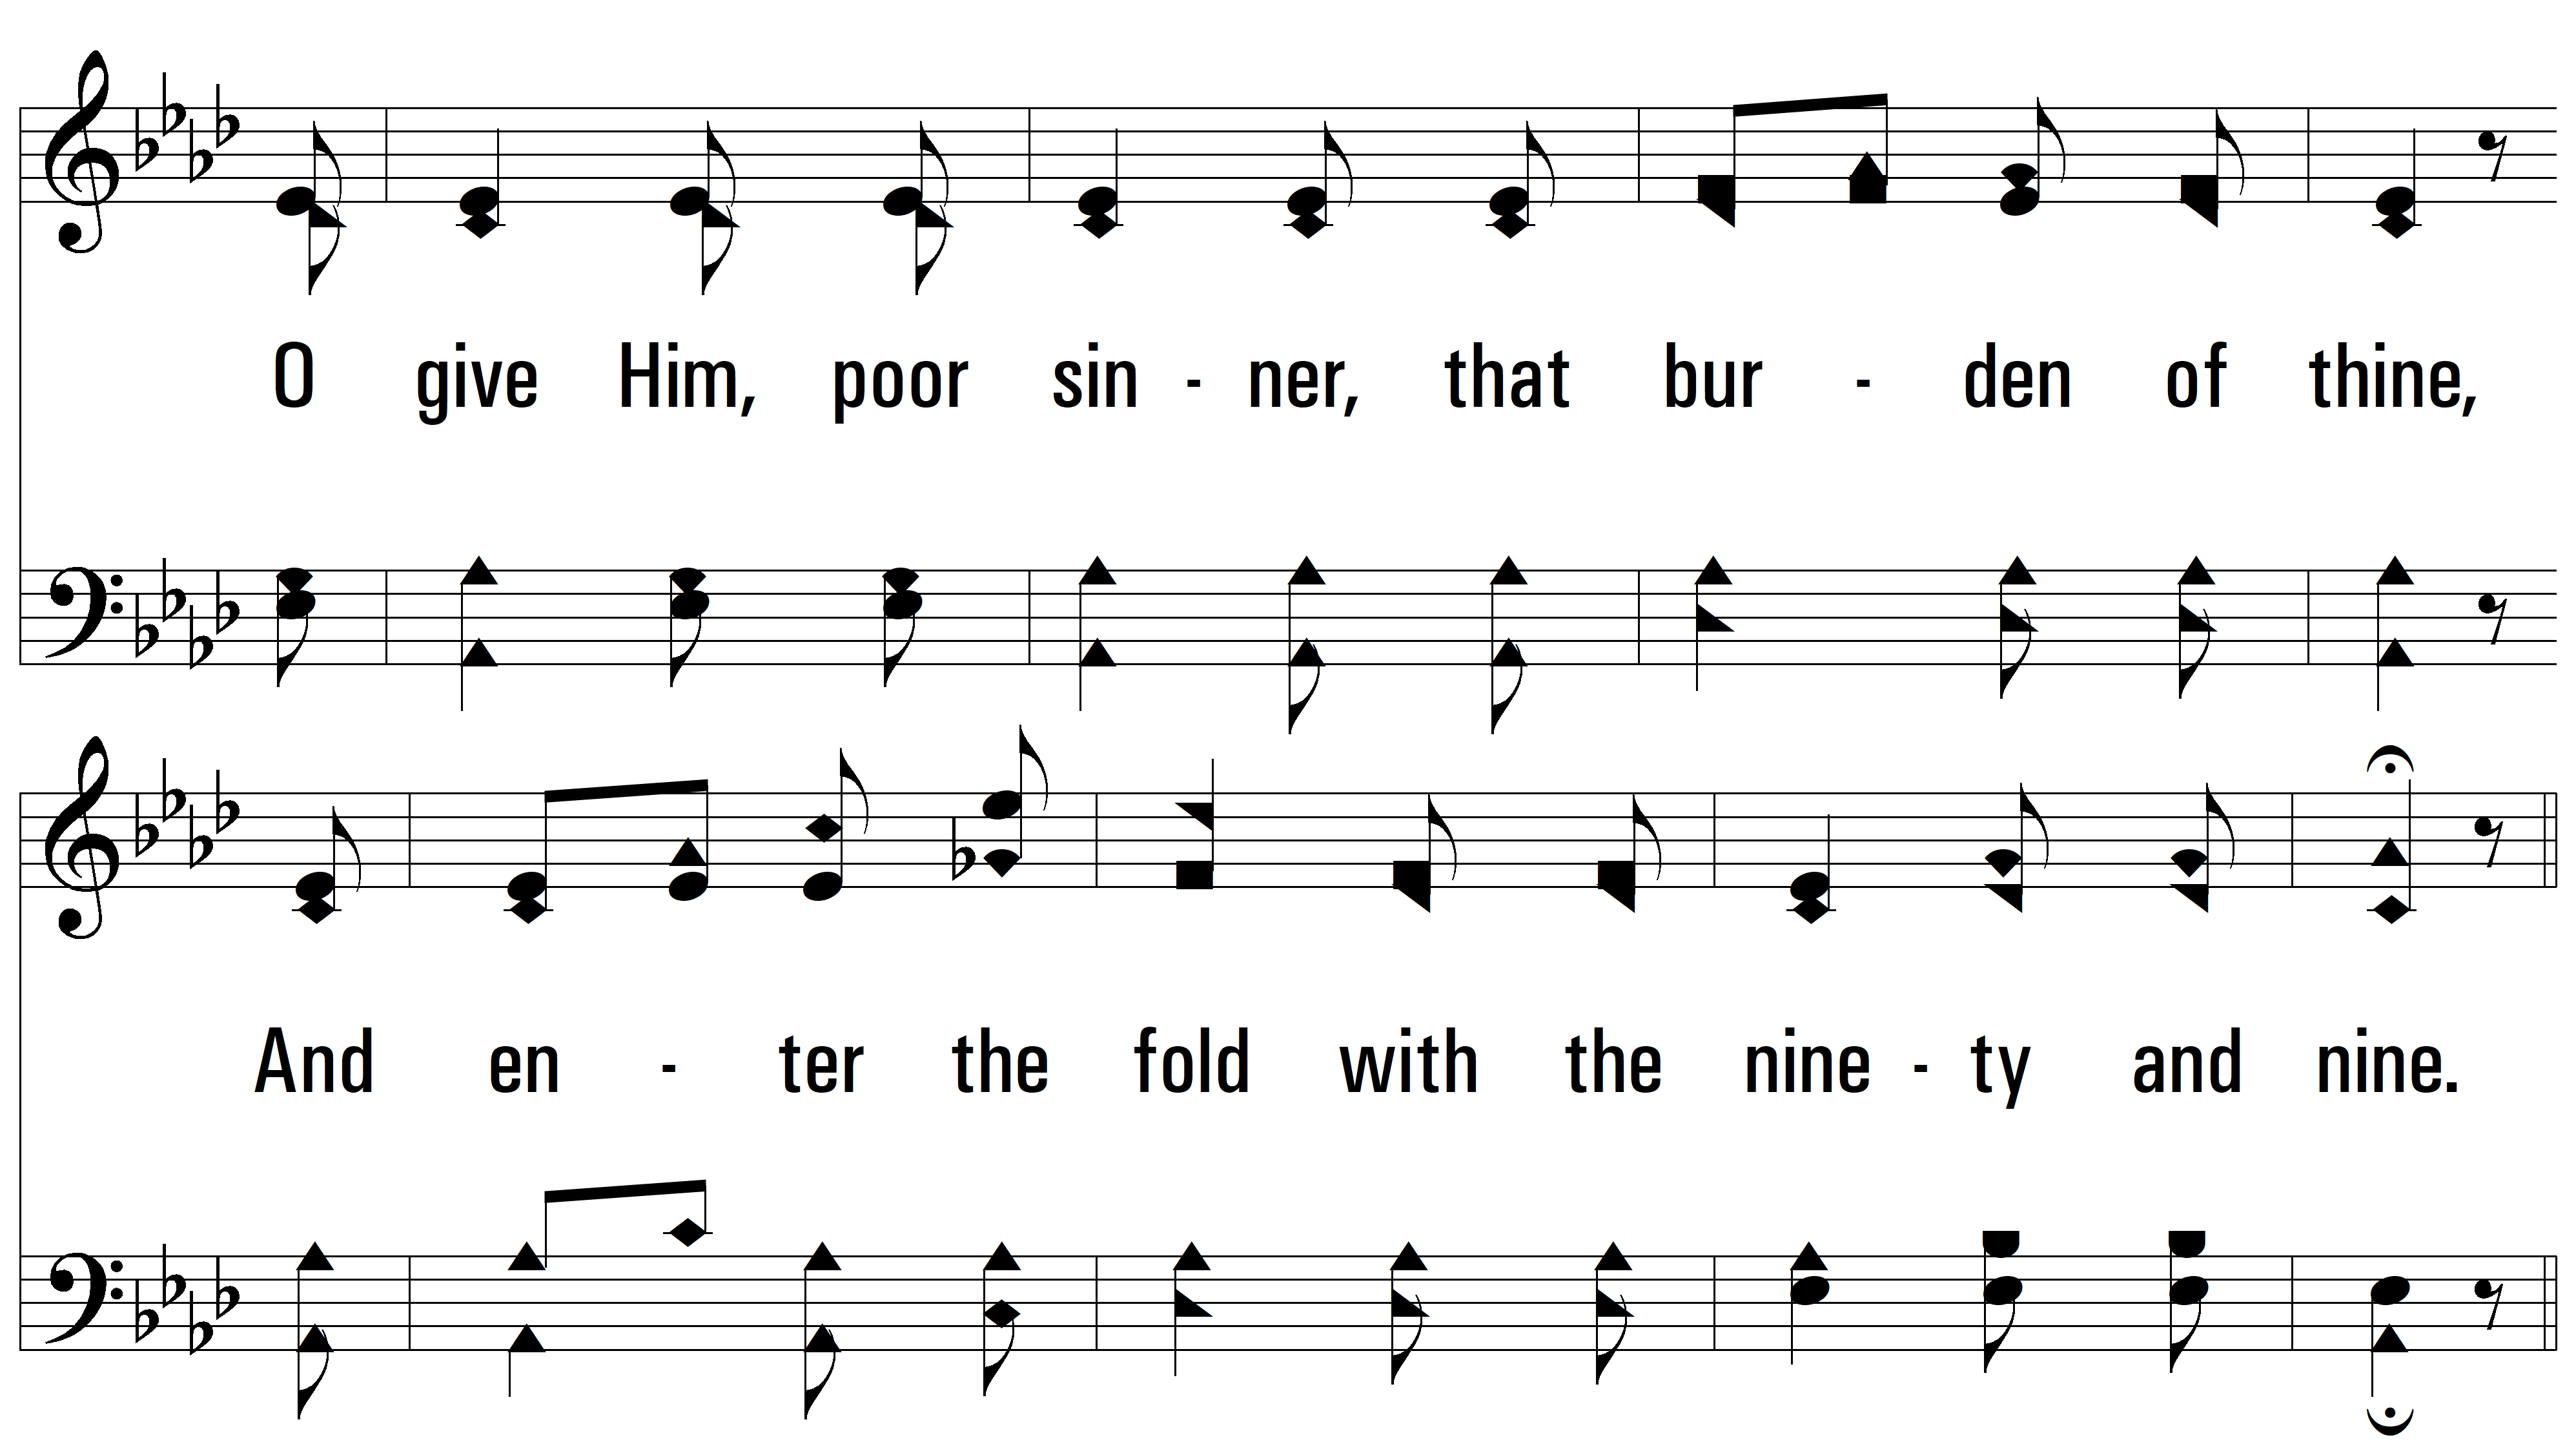 O give Him, poor sin - ner, that bur - den of thine,
And en - ter the fold with the nine - ty and nine.